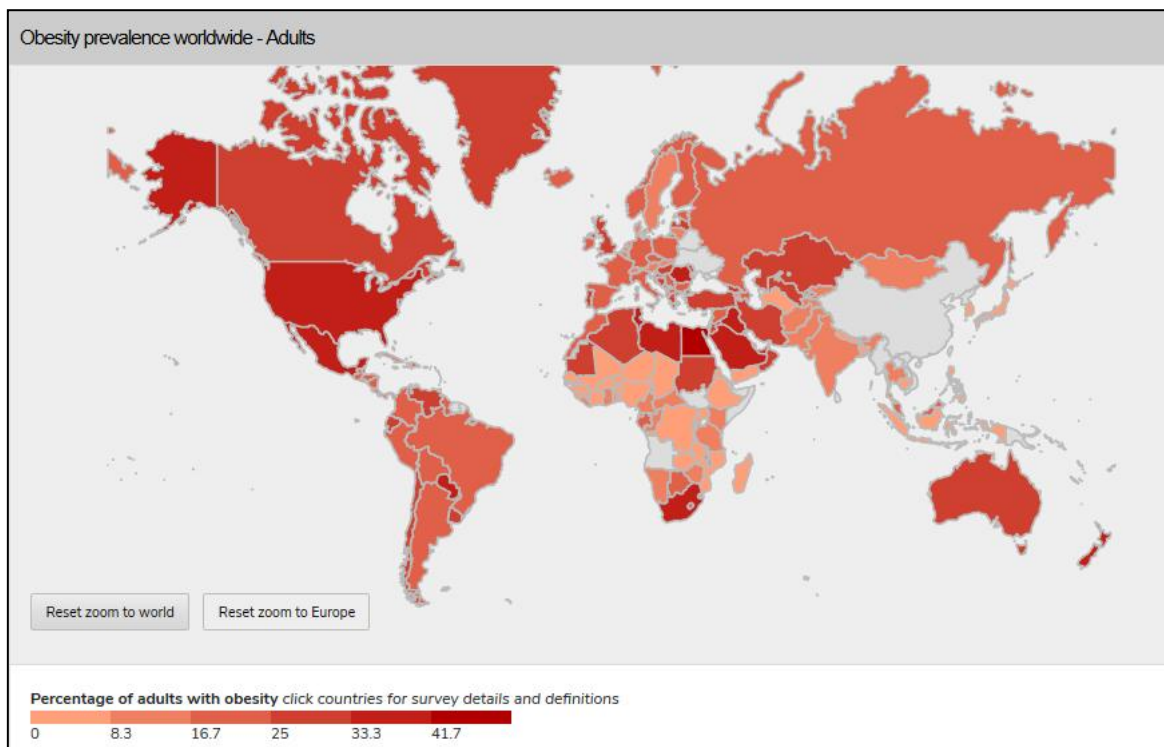 Obesity prevalence worldwide - Adults
Reset zoom to world
Reset zoom to Europe
Percentage of adults with obesity click countries for survey details and definitions
0 8.3 16.7 25 33.3 41.7